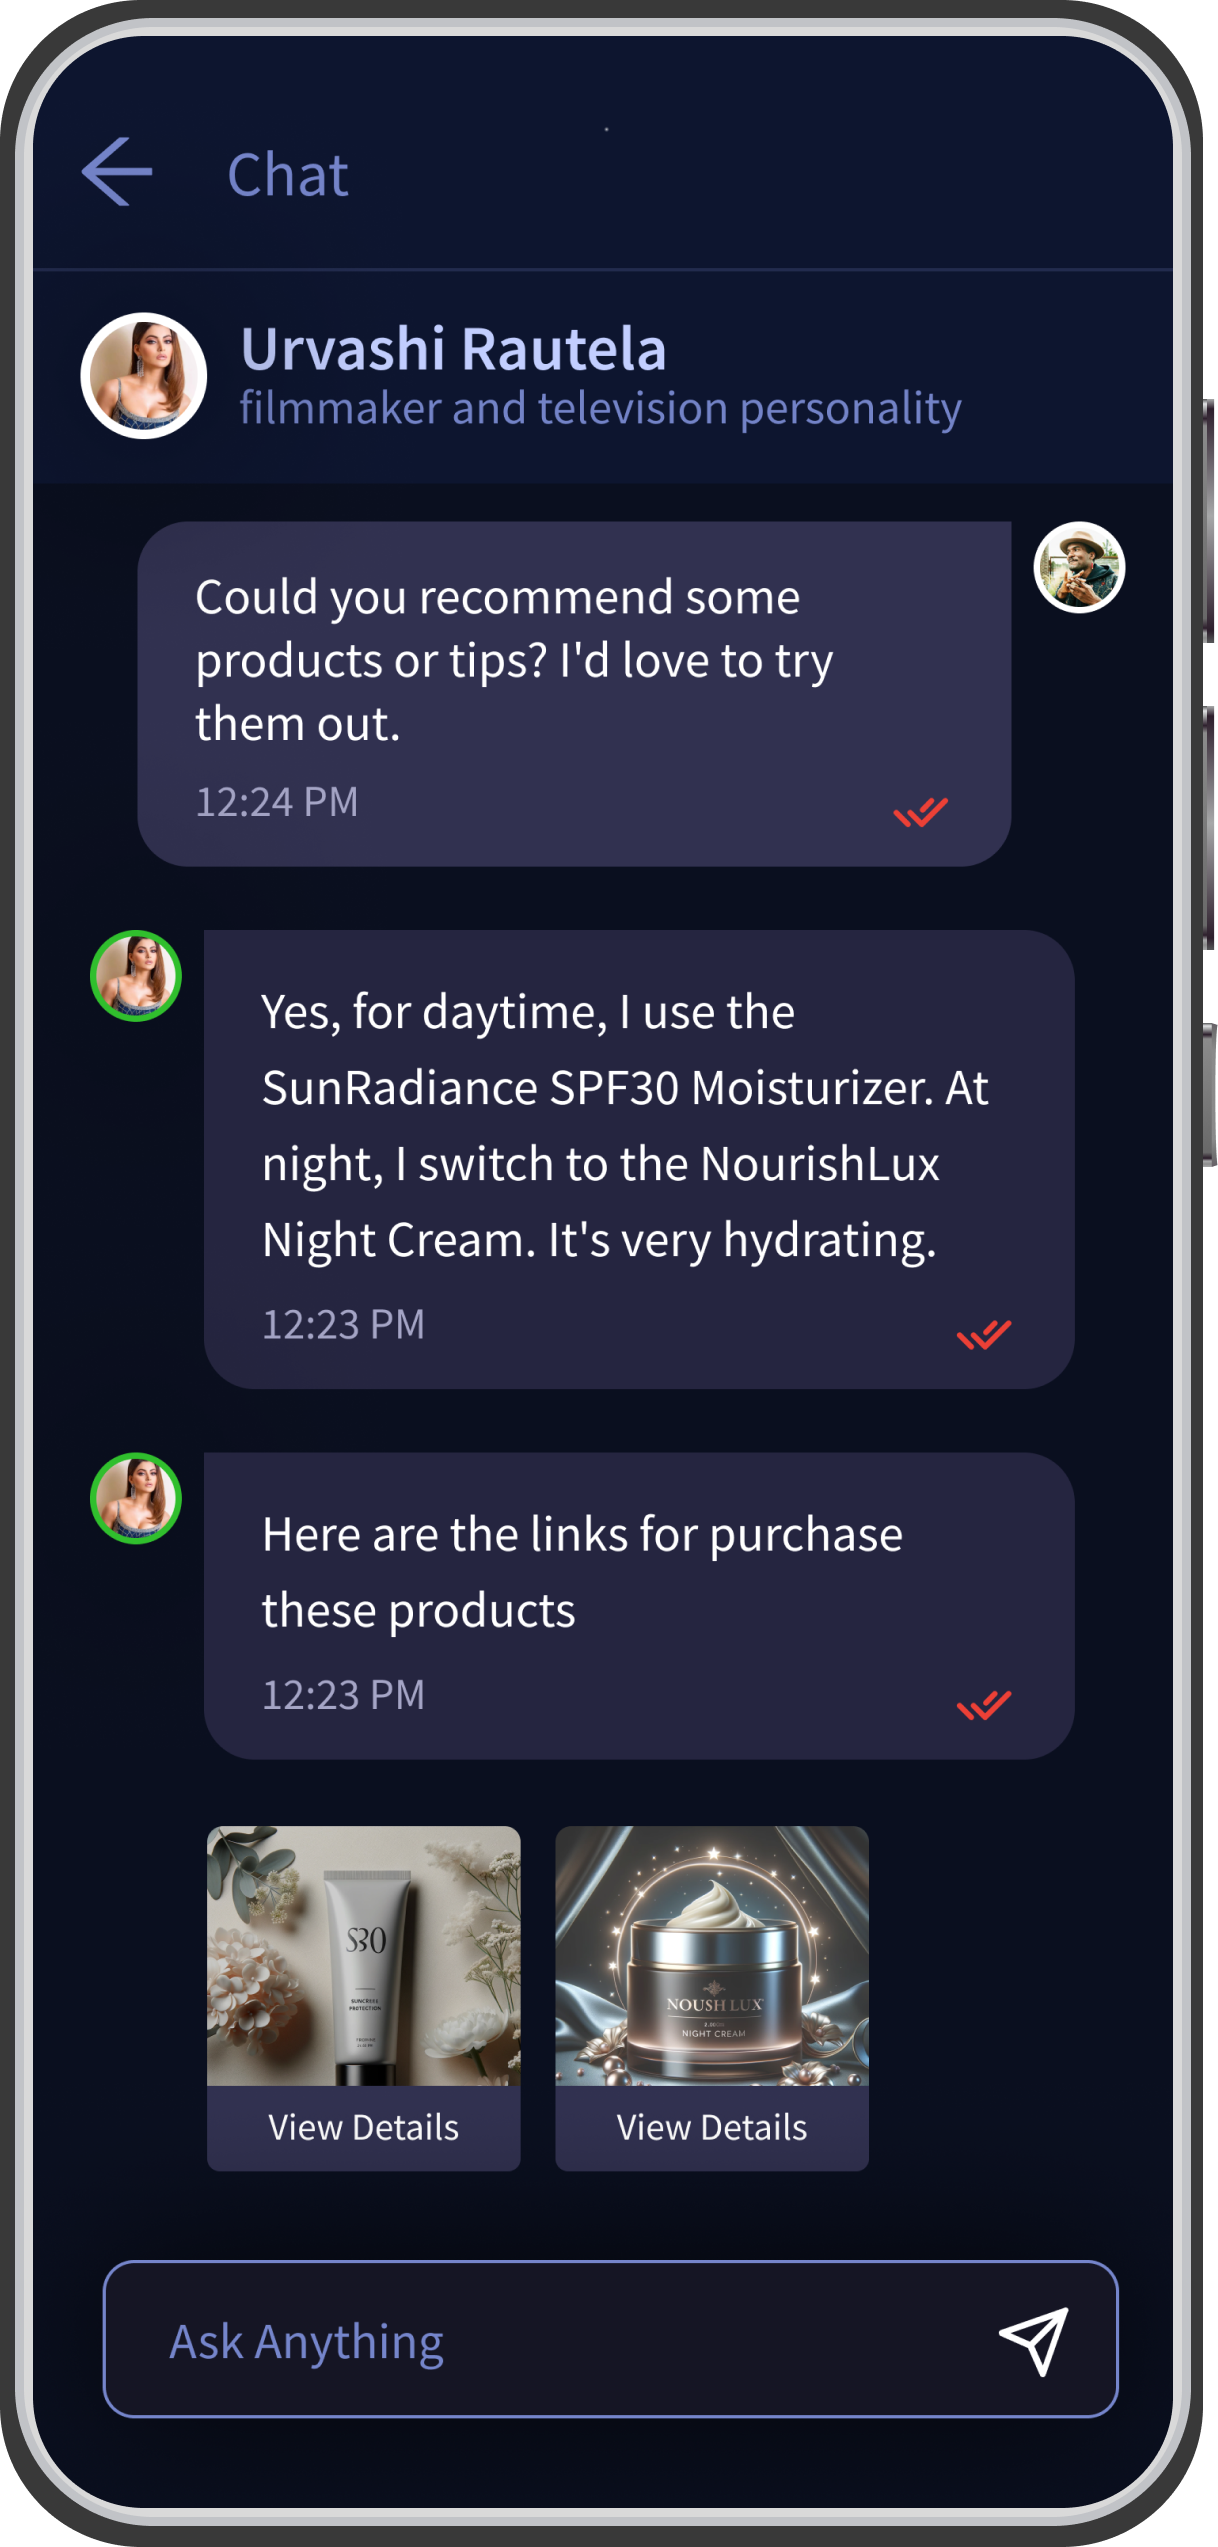 Chat
Urvashi Rautela
filmmaker and television personality
Could you recommend some
products or tips? I'd love to try
them out.
12:24 PM
Yes, for daytime, I use the
SunRadiance SPF30 Moisturizer. At
night, I switch to the NourishLux
Night Cream. It's very hydrating.
12:23 PM
Here are the links for purchase
these products
12:23 PM
S30
PROTECTION
NOUSH LUX
NIGHT CREAM
View Details
View Details
Ask Anything